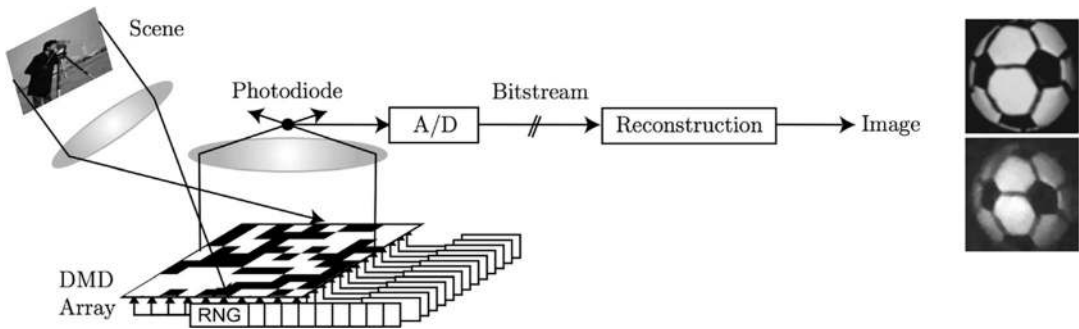 Scene
Photodiode
Bitstream
A/D
Reconstruction
Image
DMD
Array
RNG